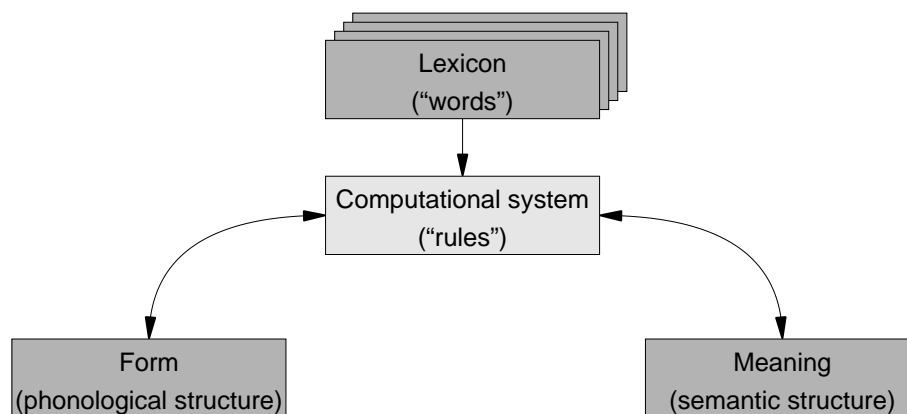 Lexicon
(“words”)
Computational system
(“rules”)
Form
(phonological structure)
Meaning
(semantic structure)